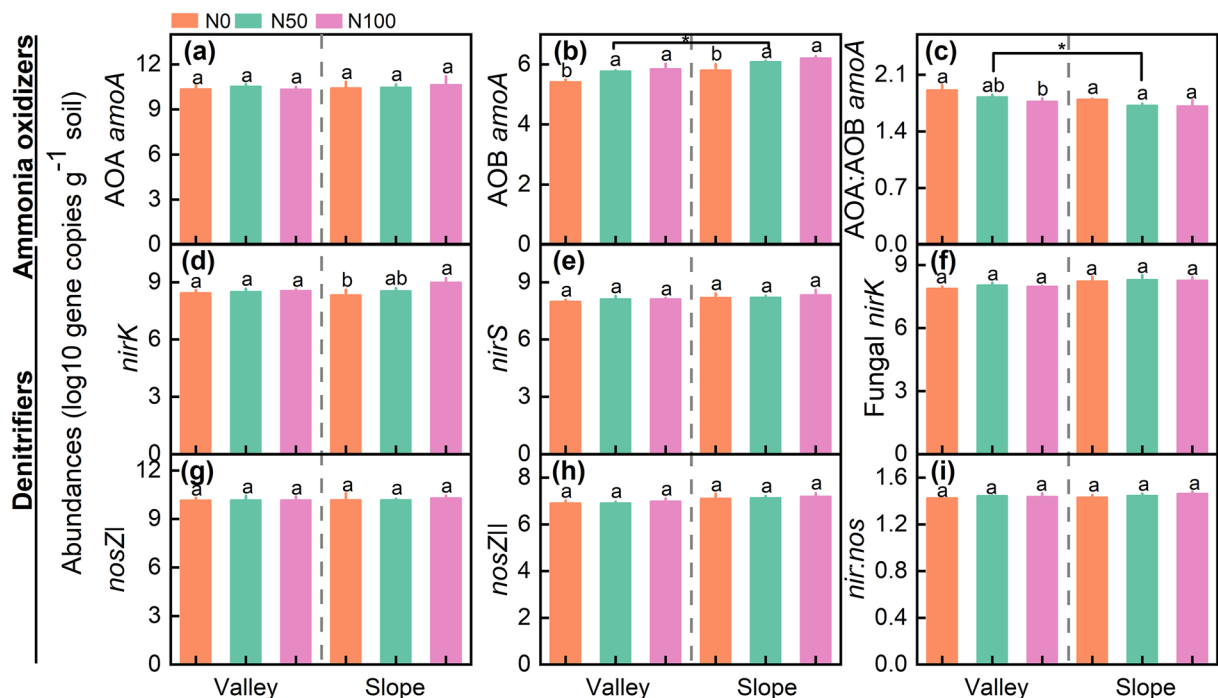 N0 N50 N100
Ammonia oxidizers
Denitrifiers
Abundances (log10 gene copies g-1 soil)
(a)
AOA amoA
12
9
6
3
0
a a a a a a
(b)
AOB amoA
6
4
2
0
*
b a a b a a
(c)
AOA:AOB amoA
2.1
1.4
0.7
0.0
*
a ab b a a a
(d)
nirK
9
6
3
0
a a a b ab a
(e)
nirS
9
6
3
0
a a a a a a
(f)
Fungal nirK
9
6
3
0
a a a a a a
(g)
nosZI
12
9
6
3
0
a a a a a a
Valley Slope
(h)
nosZII
8
6
4
2
0
a a a a a a
Valley Slope
(i)
nir:nos
1.6
1.2
0.8
0.4
0.0
a a a a a a
Valley Slope